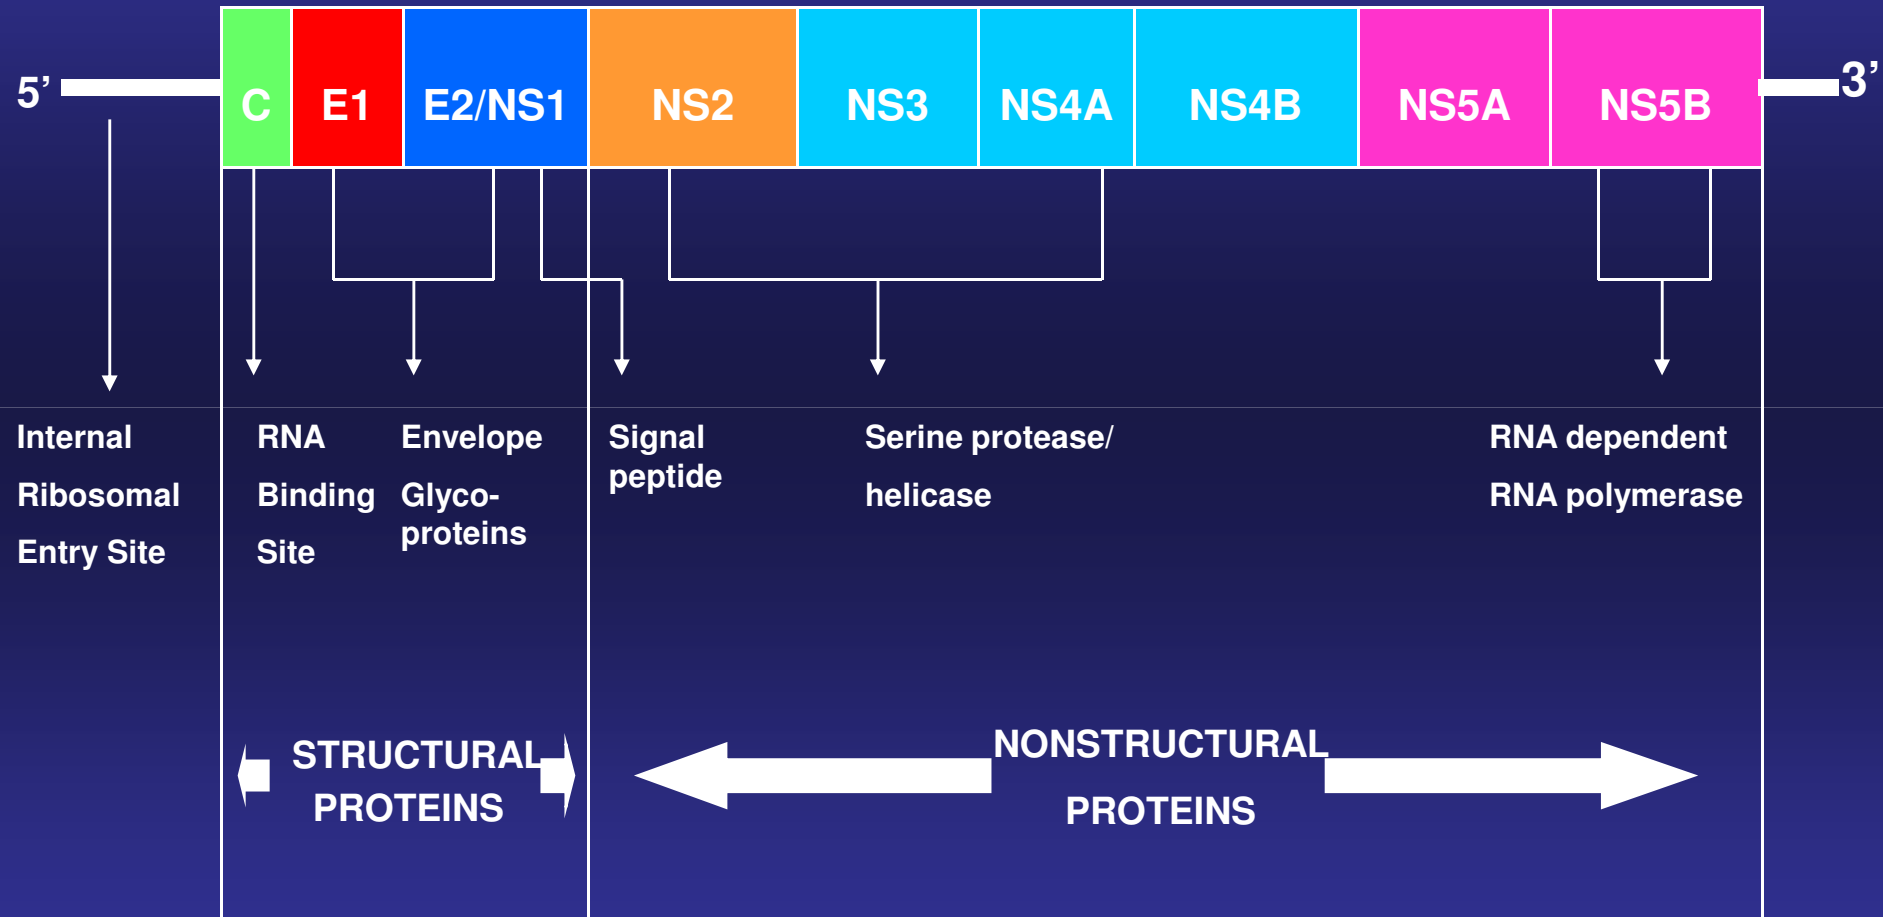 5’
C
E1
E2/NS1
NS2
NS3
NS4A
NS4B
NS5A
NS5B
3’
Internal
Ribosomal
Entry Site
RNA
Binding
Site
Envelope
Glyco-
proteins
Signal
peptide
Serine protease/
helicase
RNA dependent
RNA polymerase
STRUCTURAL
PROTEINS
NONSTRUCTURAL
PROTEINS